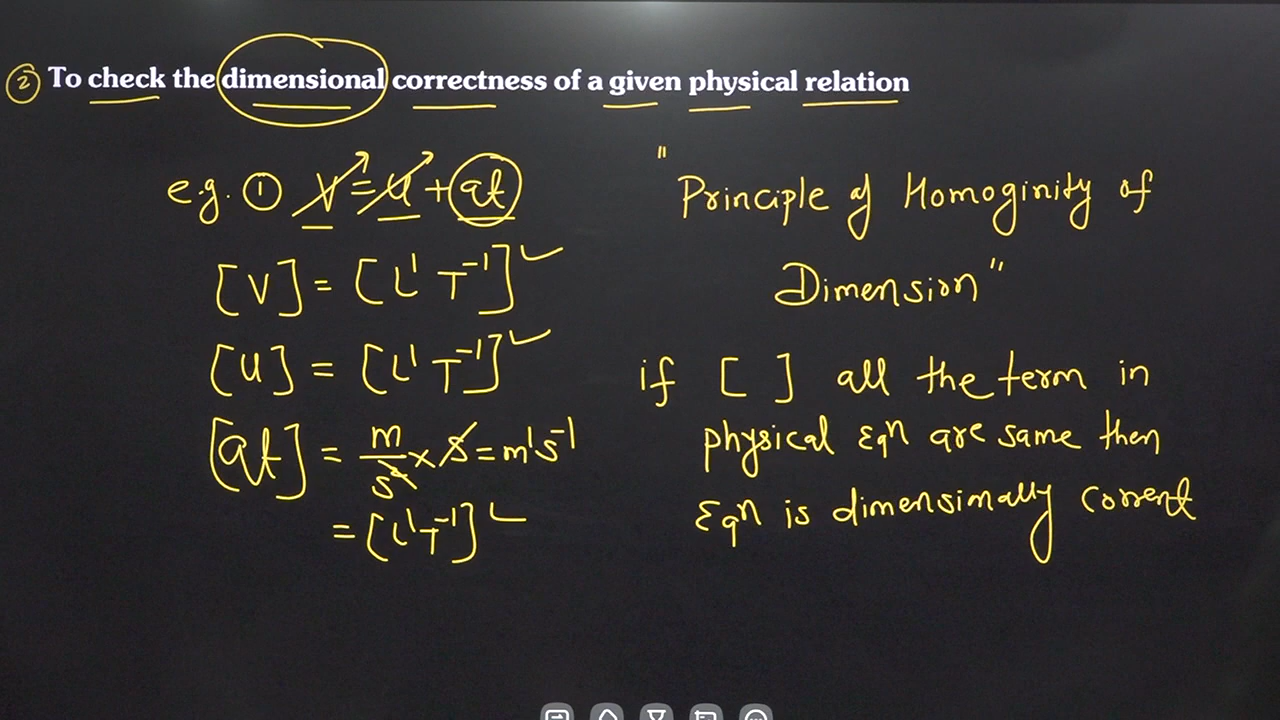 ② To check the dimensional correctness of a given physical relation
e.g. ① V = u + at
[V] = [L¹ T⁻¹] ✓
[u] = [L¹ T⁻¹] ✓
[at] = m/s² × s = m¹s⁻¹
= [L¹T⁻¹] ✓
"Principle of Homoginity of
Dimension"
if [ ] all the term in
physical Eqⁿ are same then
Eqⁿ is dimensimally correct